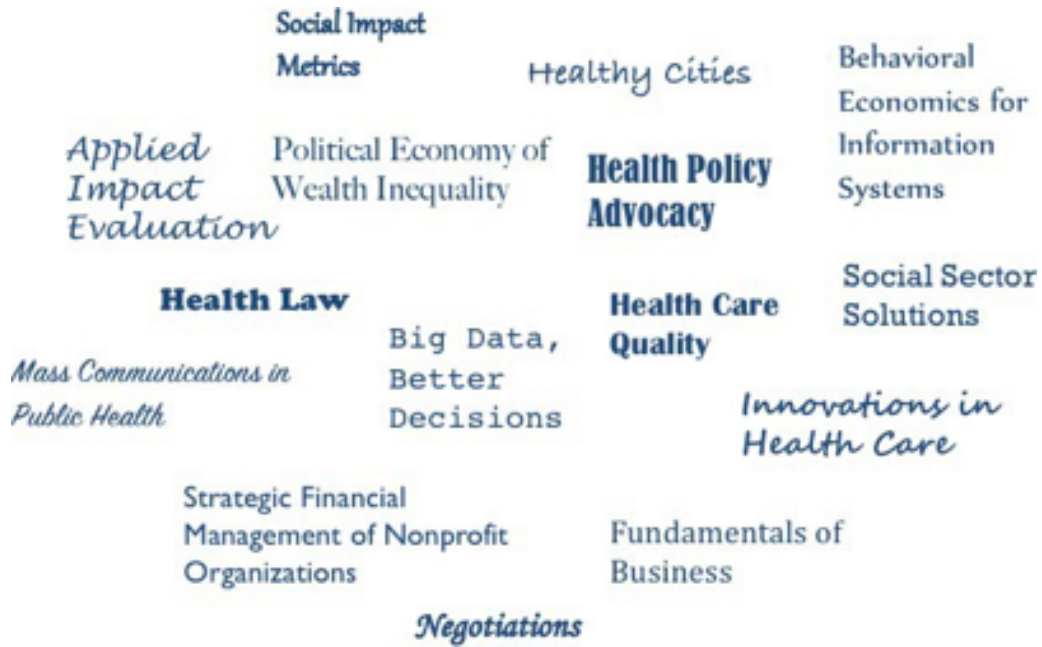 Social Impact
Metrics
Healthy Cities
Behavioral
Economics for
Information
Systems
Applied
Impact
Evaluation
Political Economy of
Wealth Inequality
Health Policy
Advocacy
Health Law
Big Data,
Better
Decisions
Health Care
Quality
Social Sector
Solutions
Mass Communications in
Public Health
Innovations in
Health Care
Strategic Financial
Management of Nonprofit
Organizations
Fundamentals of
Business
Negotiations